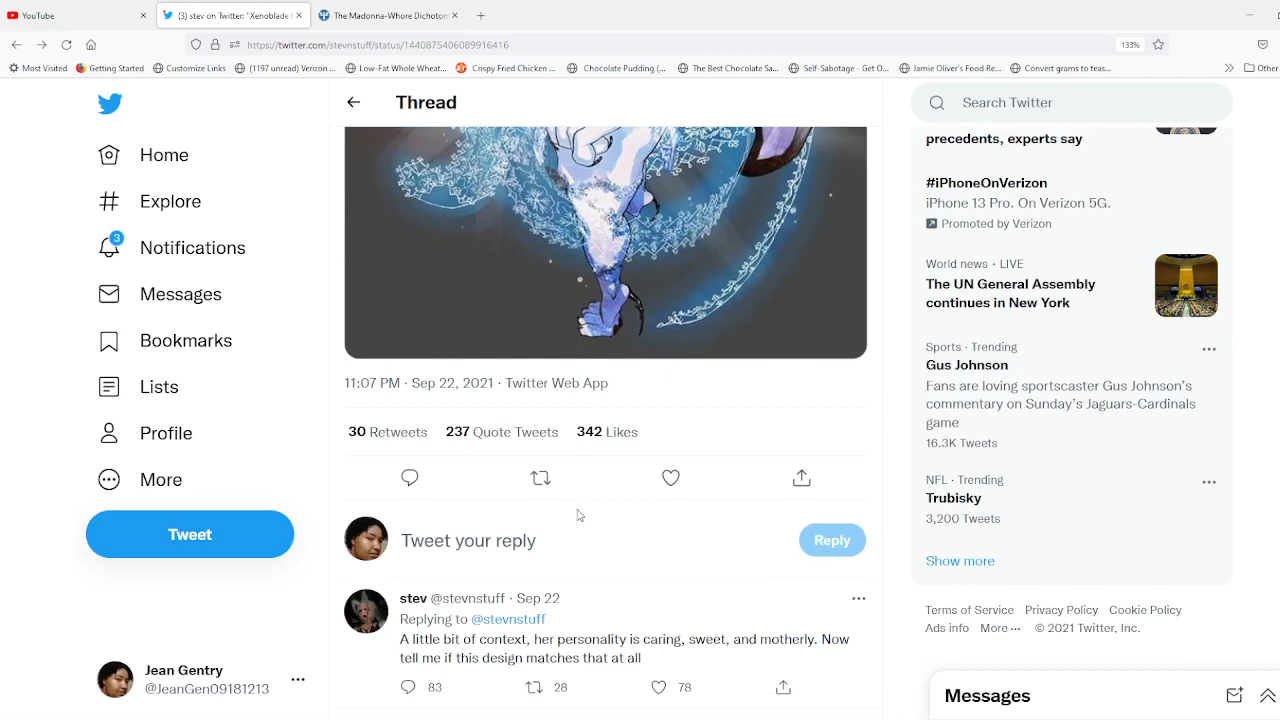 YouTube
(3) stev on Twitter: "Xenoblade
The Madonna-Whore Dichotom
https://twitter.com/stevnstuff/status/1440875406089916416
133%
Most Visited
Getting Started
Customize Links
(1197 unread) Verizon ...
Low-Fat Whole Wheat...
Crispy Fried Chicken ...
Chocolate Pudding (...
The Best Chocolate Sa...
Self-Sabotage - Get O...
Jamie Oliver's Food Re...
Convert grams to teas...
Other
Home
Explore
3
Notifications
Messages
Bookmarks
Lists
Profile
More
Tweet
Jean Gentry
@JeanGen09181213
Thread
11:07 PM · Sep 22, 2021 · Twitter Web App
30 Retweets 237 Quote Tweets 342 Likes
Tweet your reply
Reply
stev @stevnstuff · Sep 22
Replying to @stevnstuff
A little bit of context, her personality is caring, sweet, and motherly. Now
tell me if this design matches that at all
83 28 78
Search Twitter
precedents, experts say
#iPhoneOnVerizon
iPhone 13 Pro. On Verizon 5G.
Promoted by Verizon
World news · LIVE
The UN General Assembly
continues in New York
Sports · Trending
Gus Johnson
Fans are loving sportscaster Gus Johnson's
commentary on Sunday's Jaguars-Cardinals
game
16.3K Tweets
NFL · Trending
Trubisky
3,200 Tweets
Show more
Terms of Service Privacy Policy Cookie Policy
Ads info More ··· © 2021 Twitter, Inc.
Messages